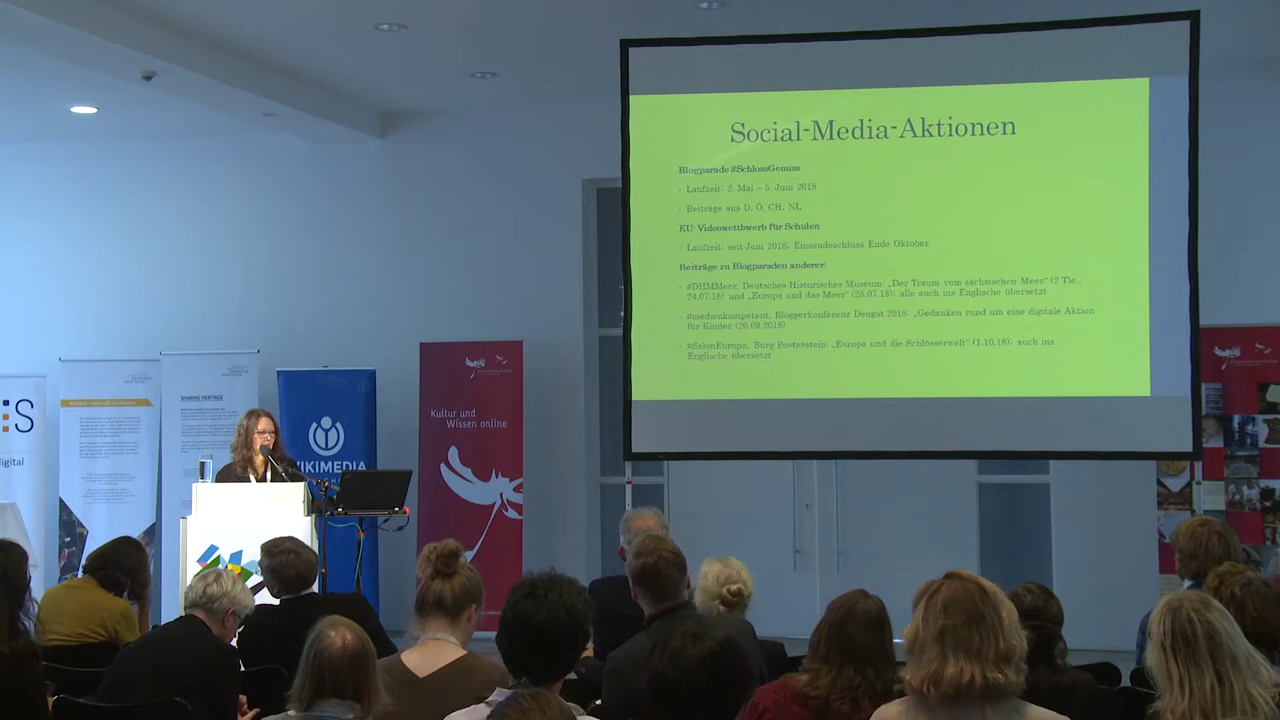 Social-Media-Aktionen
Blogparade #SchlossGenuss
- Laufzeit: 2. Mai – 5. Juni 2018
- Beiträge aus D, Ö, CH, NL
EU-Videowettbwerb für Schulen
- Laufzeit: seit Juni 2018; Einsendeschluss Ende Oktober
Beiträge zu Blogparaden anderer:
- #DHMMeer, Deutsches Historisches Museum: „Der Traum vom sächsischen Meer“ (2 Tle.,
24.07.18) und „Europa und das Meer“ (25.07.18); alle auch ins Englische übersetzt
- #medienkompetent, Bloggerkonferenz Dengst 2018: „Gedanken rund um eine digitale Aktion
für Kinder (20.09.2018)
- #SalonEuropa, Burg Posterstein: „Europa und die Schlösserwelt“ (1.10.18); auch ins
Englische übersetzt
S
digital
SHARING HERITAGE
WIKIMEDIA
Kultur und
Wissen online